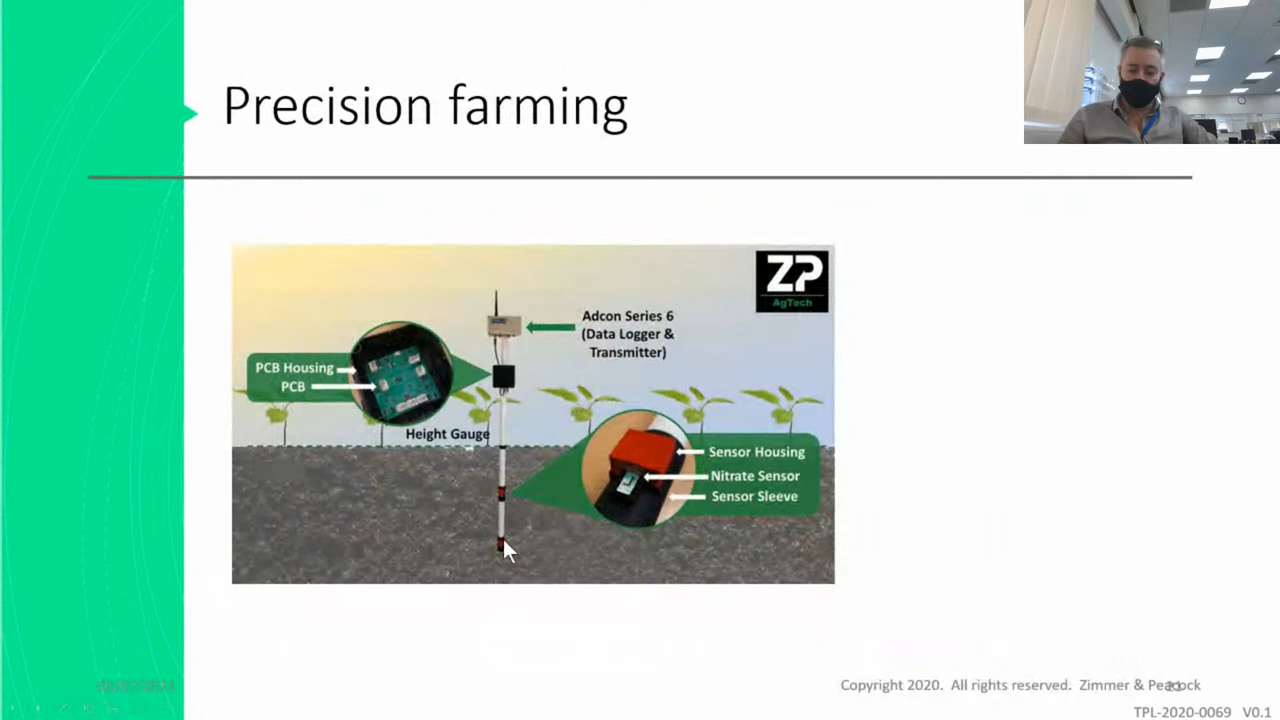 Precision farming
ZP
AgTech
Adcon Series 6
(Data Logger &
Transmitter)
PCB Housing
PCB
Height Gauge
Sensor Housing
Nitrate Sensor
Sensor Sleeve
Copyright 2020. All rights reserved. Zimmer & Peacock
TPL-2020-0069 V0.1